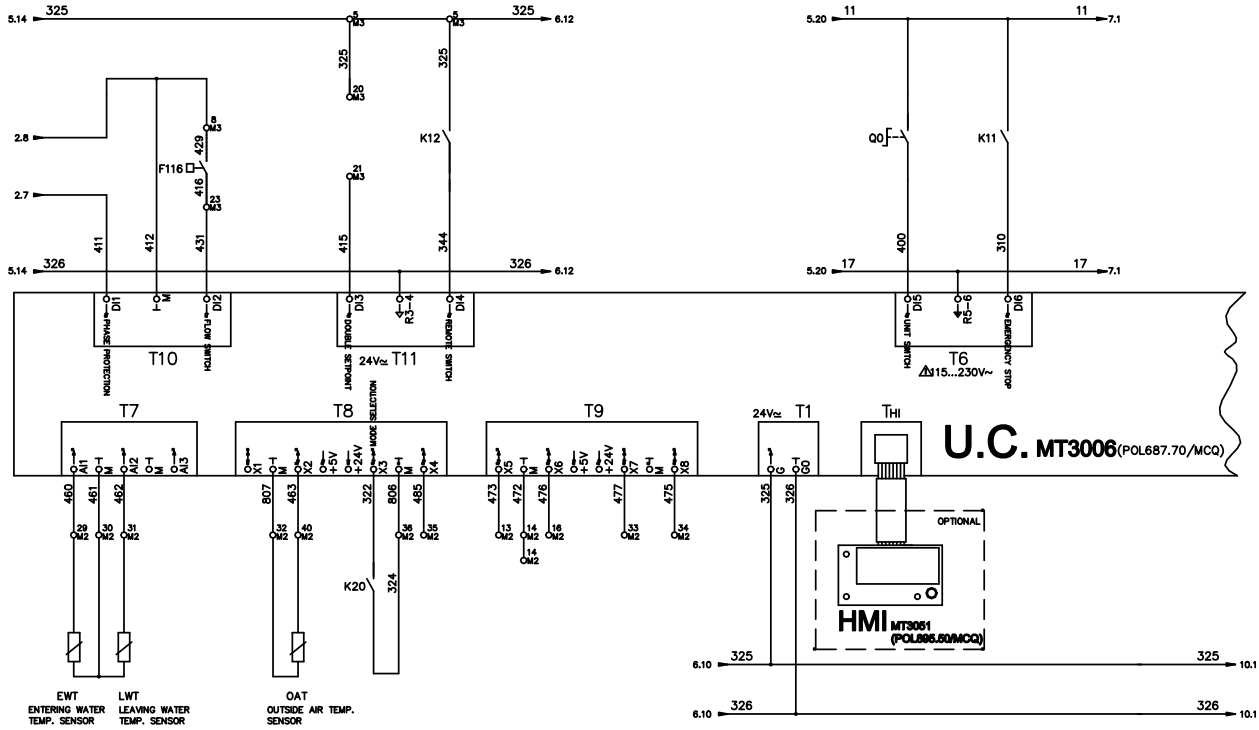 5.14 325 5 M3 5 M3 325 6.12 5.20 11 11 7.1
325 325
20 M3
2.8 8 M3 429 K12 Q0 K11
F116 416
21 M3
2.7 23 M3
411 412 431 415 344 400 310
5.14 326 326 6.12 5.20 17 17 7.1
DI1 M DI2 DI3 R3-4 DI4 DI5 R5-6 DI6
PHASE PROTECTION FLOW SWITCH DOUBLE SETPOINT REMOTE SWITCH UNIT SWITCH EMERGENCY STOP
T10 24V≃ T11 T6
115...230V~
MODE SELECTION
T7 T8 T9 24V≃ T1 THI
U.C. MT3006(POL687.70/MCQ)
AI1 M AI2 M AI3 X1 M X2 +5V +24V X3 M X4 X5 M X6 +5V +24V X7 M X8 G G0
460 461 462 807 463 322 806 485 473 472 476 477 475 325 326
29 M2 30 M2 31 M2 32 M2 40 M2 36 M2 35 M2 13 M2 14 M2 16 M2 33 M2 34 M2
OPTIONAL
14 M2
K20 324
HMI MT3051
(POL895.50/MCQ)
6.10 325 325 10.1
EWT
ENTERING WATER
TEMP. SENSOR
LWT
LEAVING WATER
TEMP. SENSOR
OAT
OUTSIDE AIR TEMP.
SENSOR
6.10 326 326 10.1